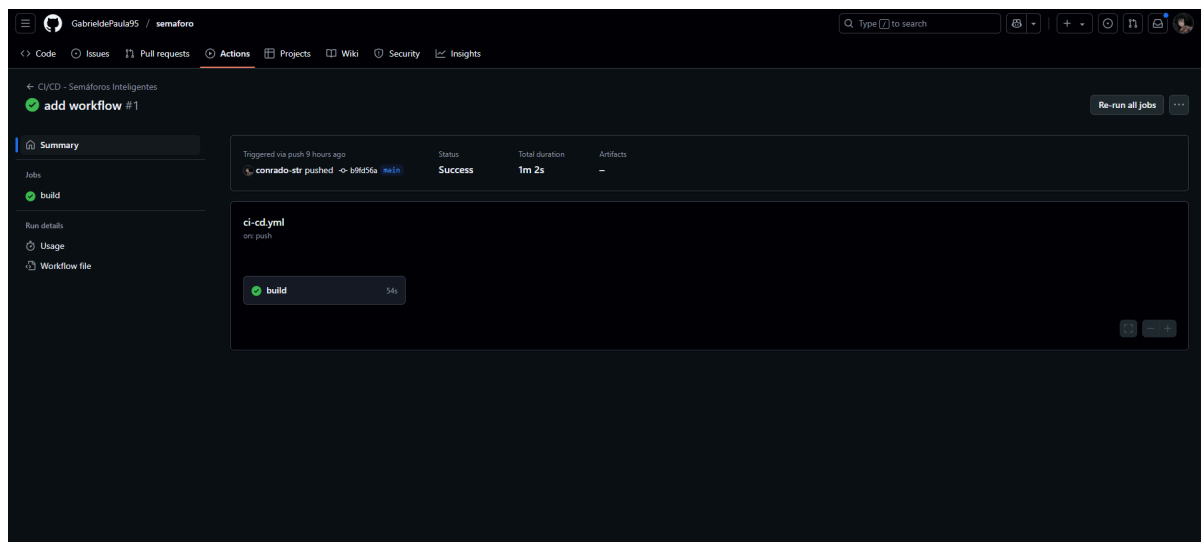 GabrieldePaula95 / semaforo
Type / to search
Code Issues Pull requests Actions Projects Wiki Security Insights
← CI/CD - Semáforos Inteligentes
add workflow #1
Re-run all jobs
Summary
Jobs
build
Run details
Usage
Workflow file
Triggered via push 9 hours ago
conrado-str pushed b9fd56a main
Status
Success
Total duration
1m 2s
Artifacts
–
ci-cd.yml
on: push
build 54s